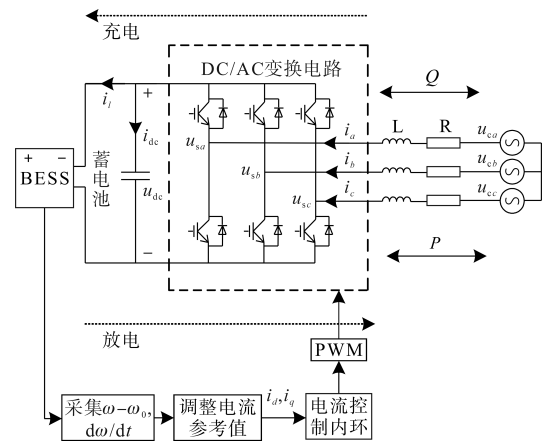 充电
DC/AC变换电路
Q
i_l
+
i_dc
u_dc
−
+ −
BESS
蓄电池
u_sa
u_sb
u_sc
i_a
i_b
i_c
L
R
u_ca
u_cb
u_cc
P
放电
PWM
采集ω−ω₀,
dω/dt
调整电流
参考值
i_d,i_q
电流控
制内环